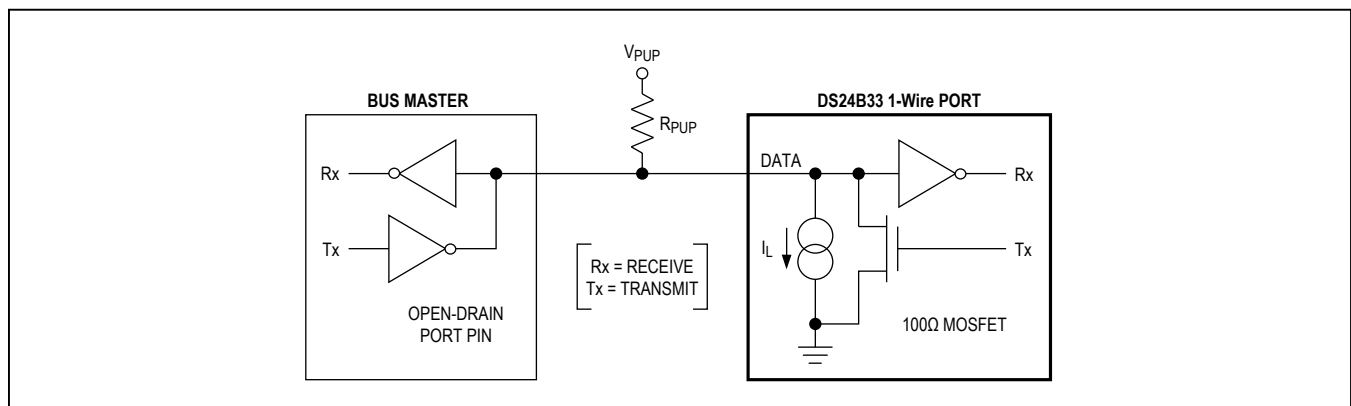 VPUP
BUS MASTER
DS24B33 1-Wire PORT
RPUP
DATA
Rx
Rx
Tx
IL
Tx
Rx = RECEIVE
Tx = TRANSMIT
OPEN-DRAIN
PORT PIN
100Ω MOSFET